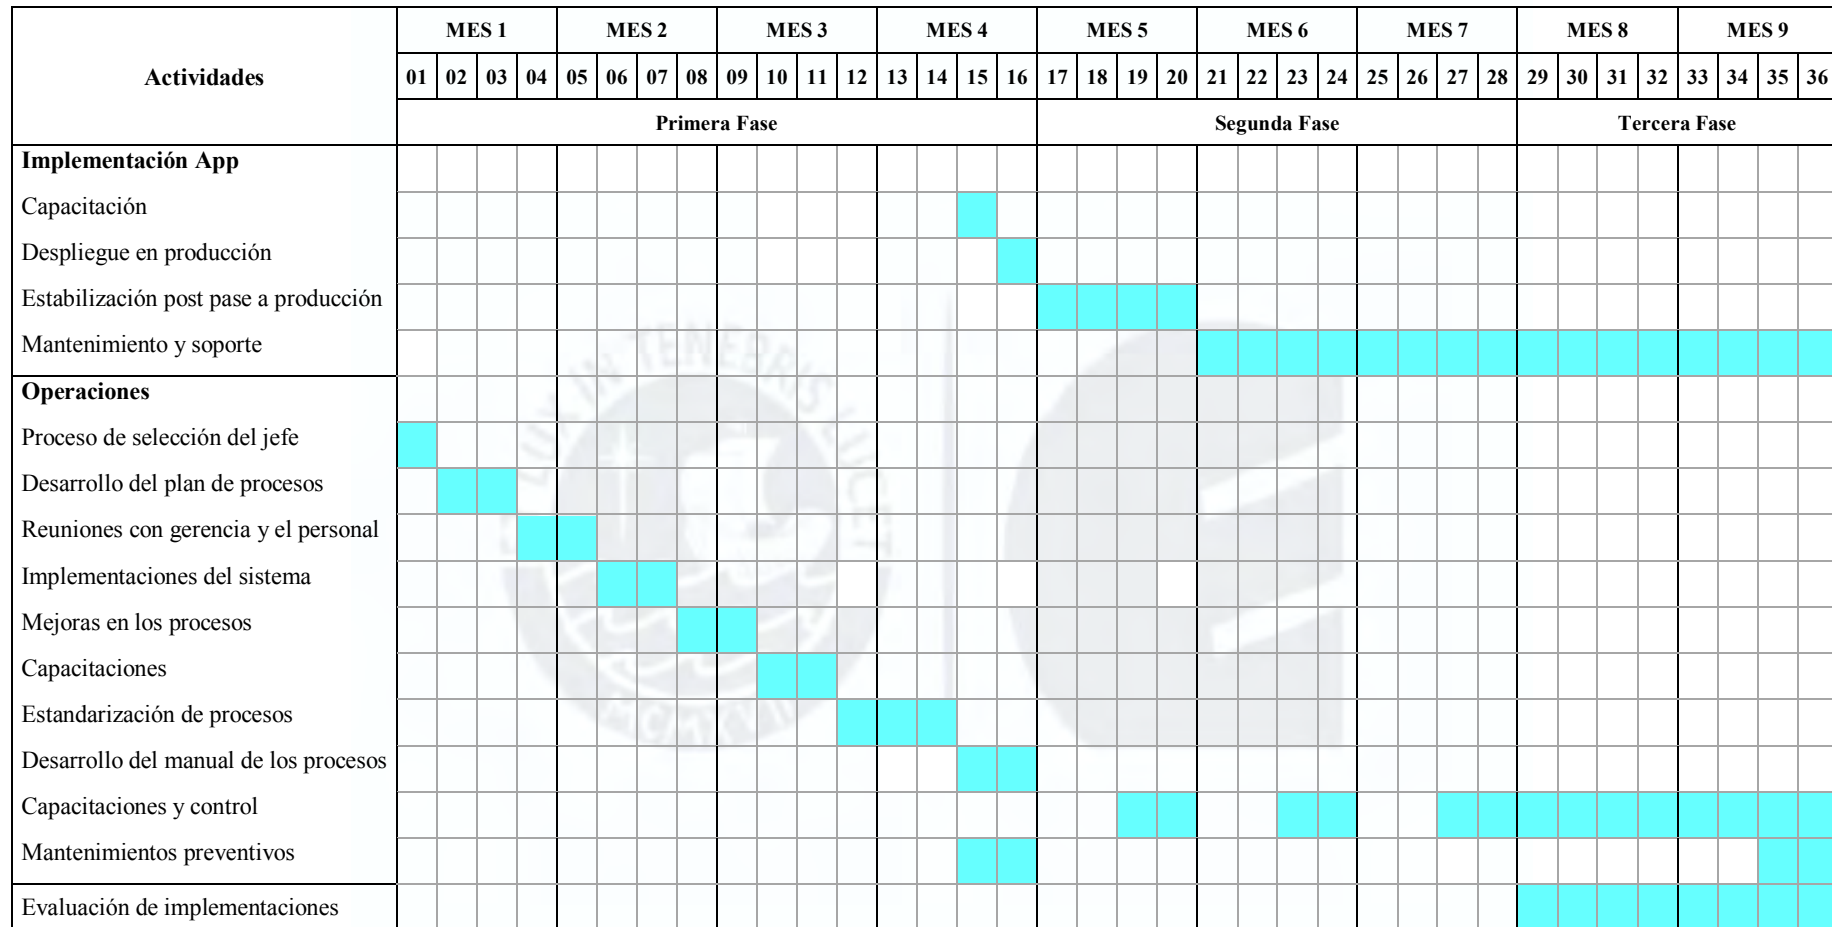 Actividades
MES 1 MES 2 MES 3 MES 4 MES 5 MES 6 MES 7 MES 8 MES 9
01 02 03 04 05 06 07 08 09 10 11 12 13 14 15 16 17 18 19 20 21 22 23 24 25 26 27 28 29 30 31 32 33 34 35 36
Primera Fase Segunda Fase Tercera Fase
Implementación App
Capacitación
Despliegue en producción
Estabilización post pase a producción
Mantenimiento y soporte
Operaciones
Proceso de selección del jefe
Desarrollo del plan de procesos
Reuniones con gerencia y el personal
Implementaciones del sistema
Mejoras en los procesos
Capacitaciones
Estandarización de procesos
Desarrollo del manual de los procesos
Capacitaciones y control
Mantenimientos preventivos
Evaluación de implementaciones
LUX IN TENEBRIS LUCET
MCMXVII